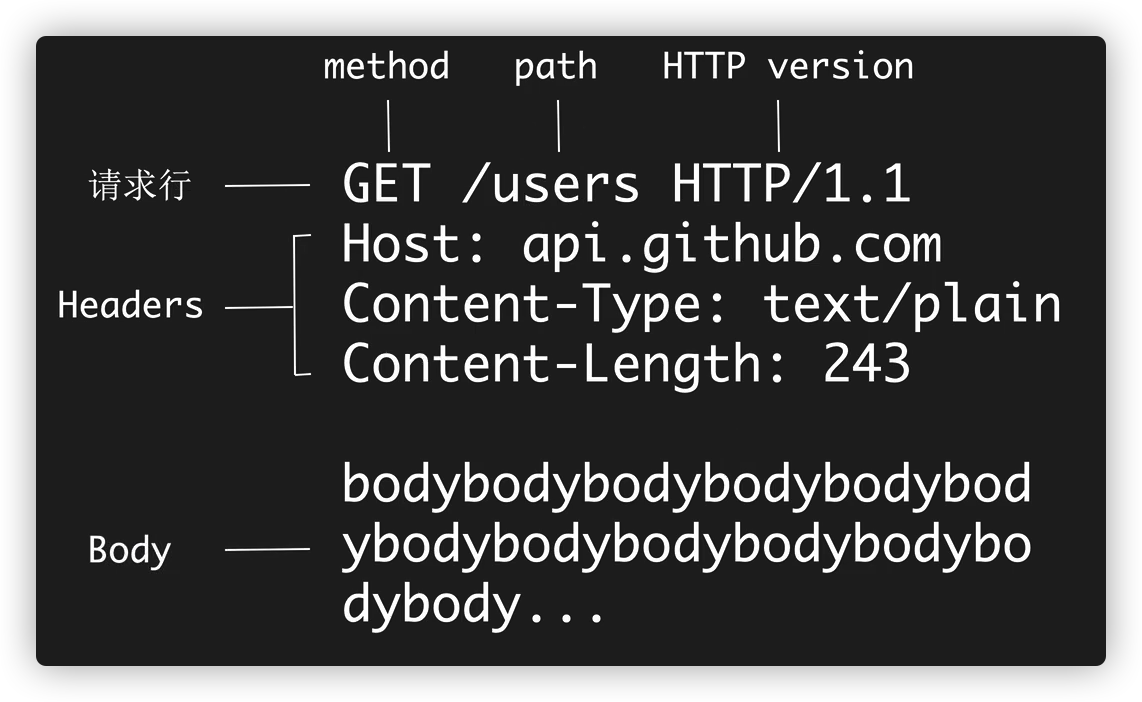 method path HTTP version
请求行 GET /users HTTP/1.1
Host: api.github.com
Headers Content-Type: text/plain
Content-Length: 243
bodybodybodybodybodybod
Body ybodybodybodybodybodybo
dybody...